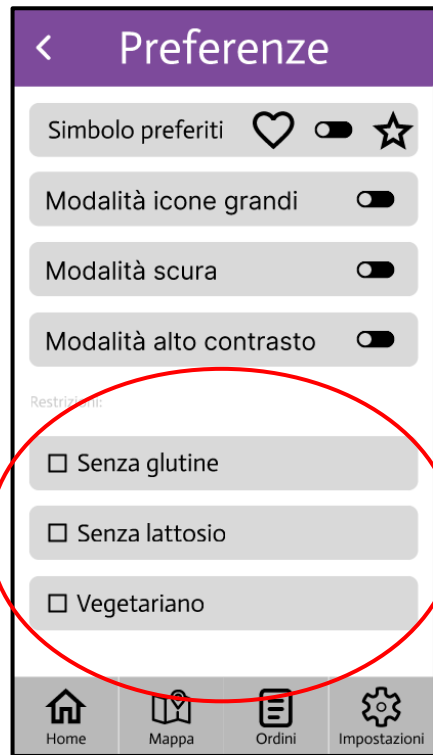 Preferenze
Simbolo preferiti
Modalità icone grandi
Modalità scura
Modalità alto contrasto
Restrizioni:
Senza glutine
Senza lattosio
Vegetariano
Home Mappa Ordini Impostazioni